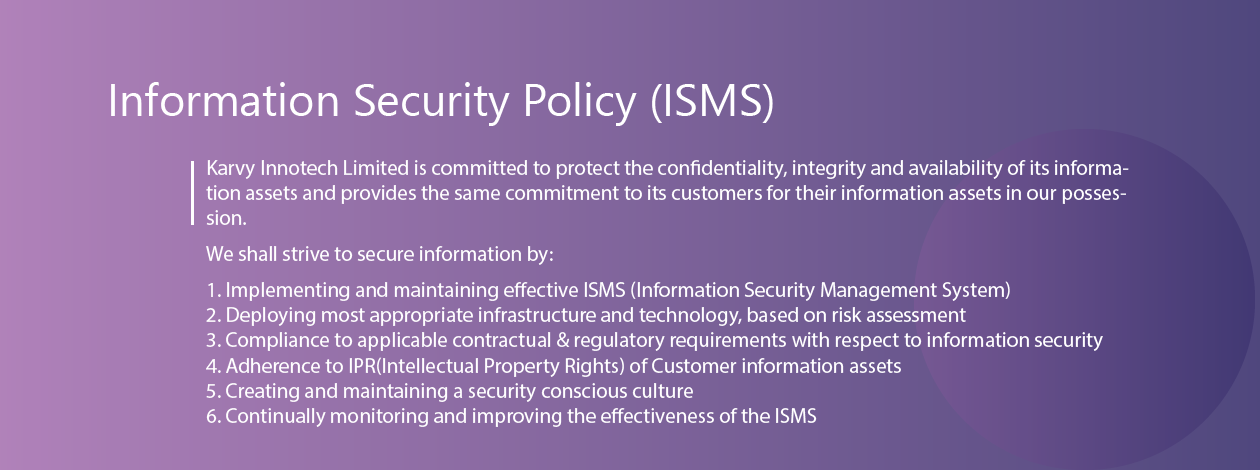 Information Security Policy (ISMS)
Karvy Innotech Limited is committed to protect the confidentiality, integrity and availability of its informa-
tion assets and provides the same commitment to its customers for their information assets in our posses-
sion.
We shall strive to secure information by:
1. Implementing and maintaining effective ISMS (Information Security Management System)
2. Deploying most appropriate infrastructure and technology, based on risk assessment
3. Compliance to applicable contractual & regulatory requirements with respect to information security
4. Adherence to IPR(Intellectual Property Rights) of Customer information assets
5. Creating and maintaining a security conscious culture
6. Continually monitoring and improving the effectiveness of the ISMS